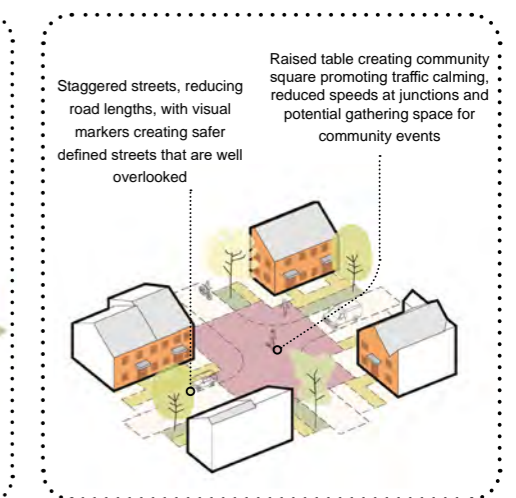 Staggered streets, reducing
road lengths, with visual
markers creating safer
defined streets that are well
overlooked
Raised table creating community
square promoting traffic calming,
reduced speeds at junctions and
potential gathering space for
community events